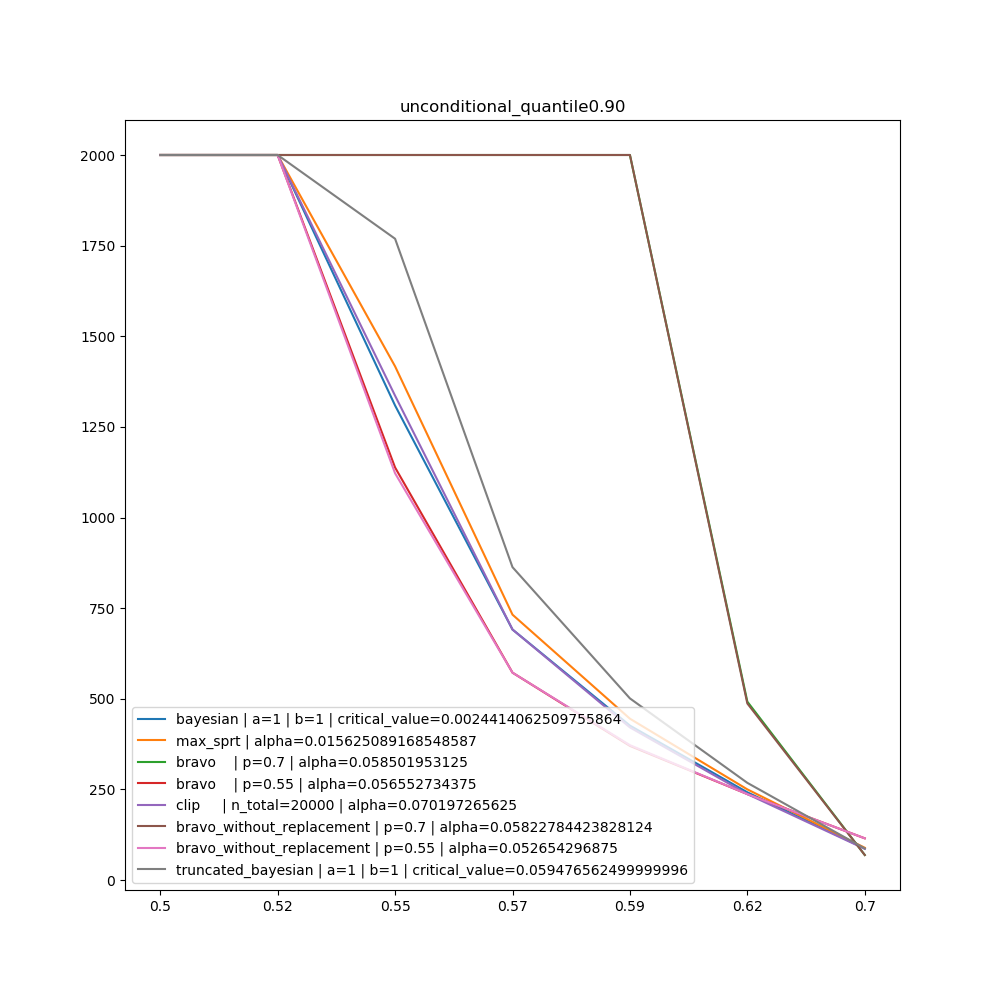 unconditional_quantile0.90
2000
1750
1500
1250
1000
750
500
250
0
bayesian | a=1 | b=1 | critical_value=0.0024414062509755864
max_sprt | alpha=0.015625089168548587
bravo | p=0.7 | alpha=0.058501953125
bravo | p=0.55 | alpha=0.056552734375
clip | n_total=20000 | alpha=0.070197265625
bravo_without_replacement | p=0.7 | alpha=0.05822784423828124
bravo_without_replacement | p=0.55 | alpha=0.052654296875
truncated_bayesian | a=1 | b=1 | critical_value=0.059476562499999996
0.5 0.52 0.55 0.57 0.59 0.62 0.7